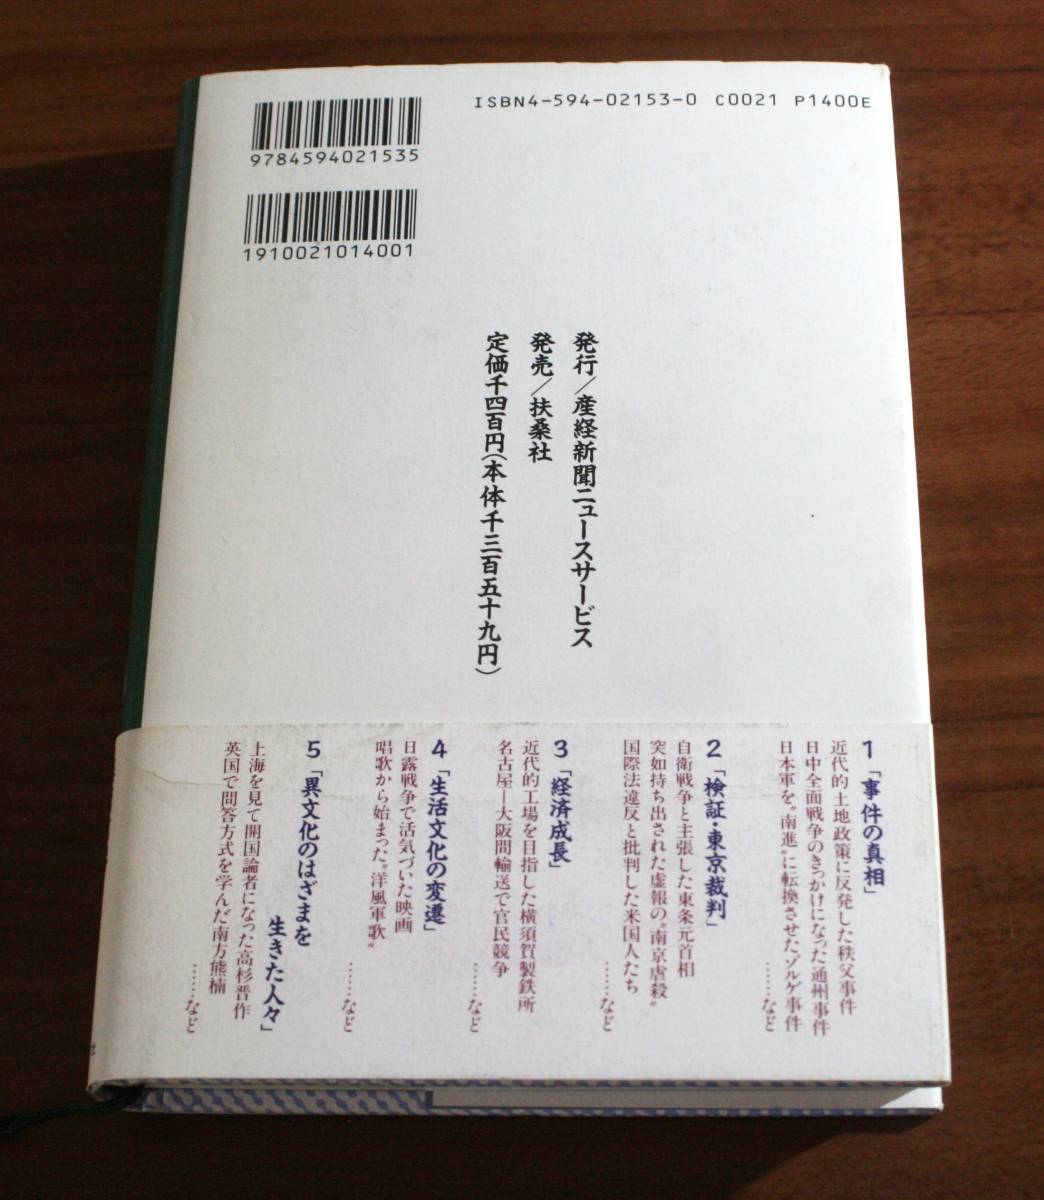 ISBN4-594-02153-0 C0021 P1400E
9784594021535
1910021014001
発行/産経新聞ニュースサービス
発売/扶桑社
定価千四百円(本体千三百五十九円)
1「事件の真相」
近代的土地政策に反発した秩父事件
日中全面戦争のきっかけになった通州事件
日本軍を〝南進〟に転換させたゾルゲ事件
……など
2「検証・東京裁判」
自衛戦争と主張した東条元首相
突如持ち出された虚報の〝南京虐殺〟
国際法違反と批判した米国人たち
……など
3「経済成長」
近代的工場を目指した横須賀製鉄所
名古屋―大阪間輸送で官民競争
……など
4「生活文化の変遷」
日露戦争で活気づいた映画
唱歌から始まった〝洋風軍歌〟
……など
5「異文化のはざまを
生きた人々」
上海を見て開国論者になった高杉晋作
英国で問答方式を学んだ南方熊楠
……など